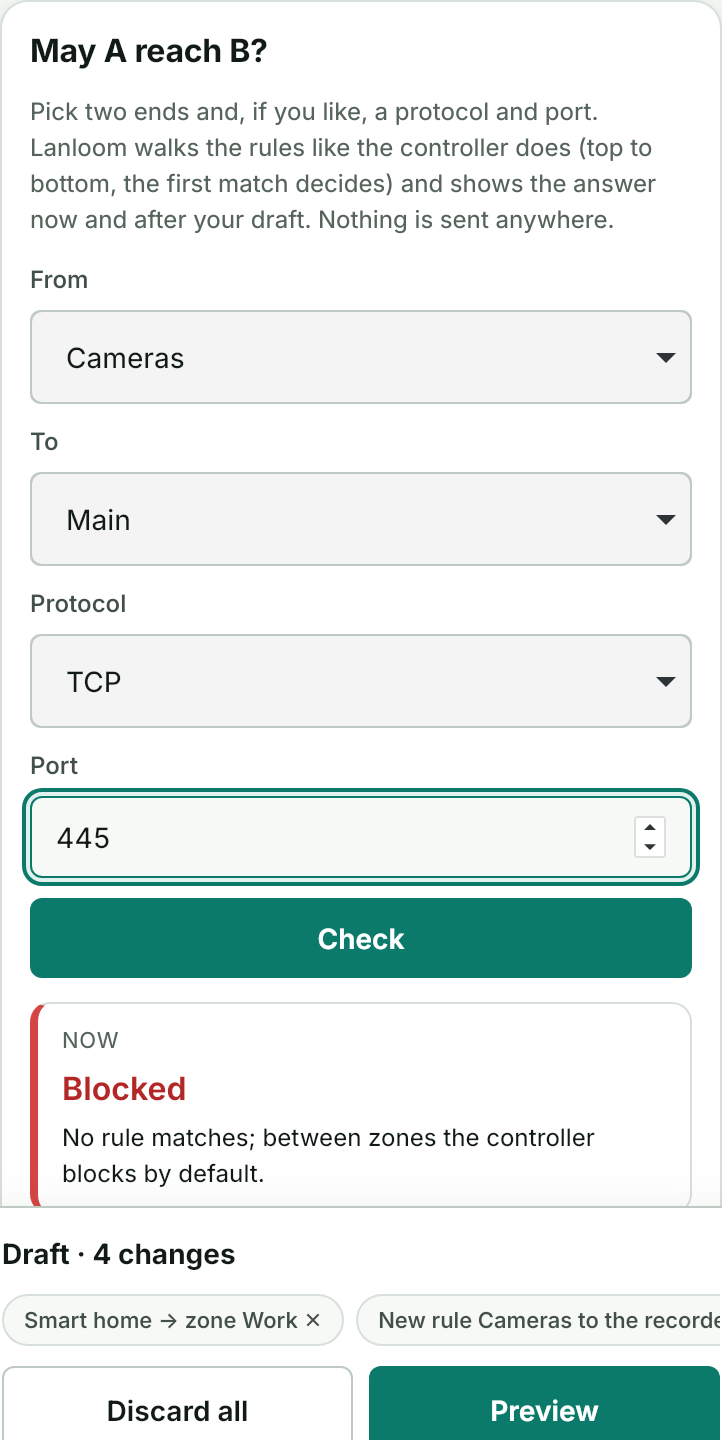 May A reach B?
Pick two ends and, if you like, a protocol and port.
Lanloom walks the rules like the controller does (top to
bottom, the first match decides) and shows the answer
now and after your draft. Nothing is sent anywhere.
From
Cameras
To
Main
Protocol
TCP
Port
445
Check
NOW
Blocked
No rule matches; between zones the controller
blocks by default.
Draft · 4 changes
Smart home → zone Work ×
New rule Cameras to the recorde
Discard all
Preview